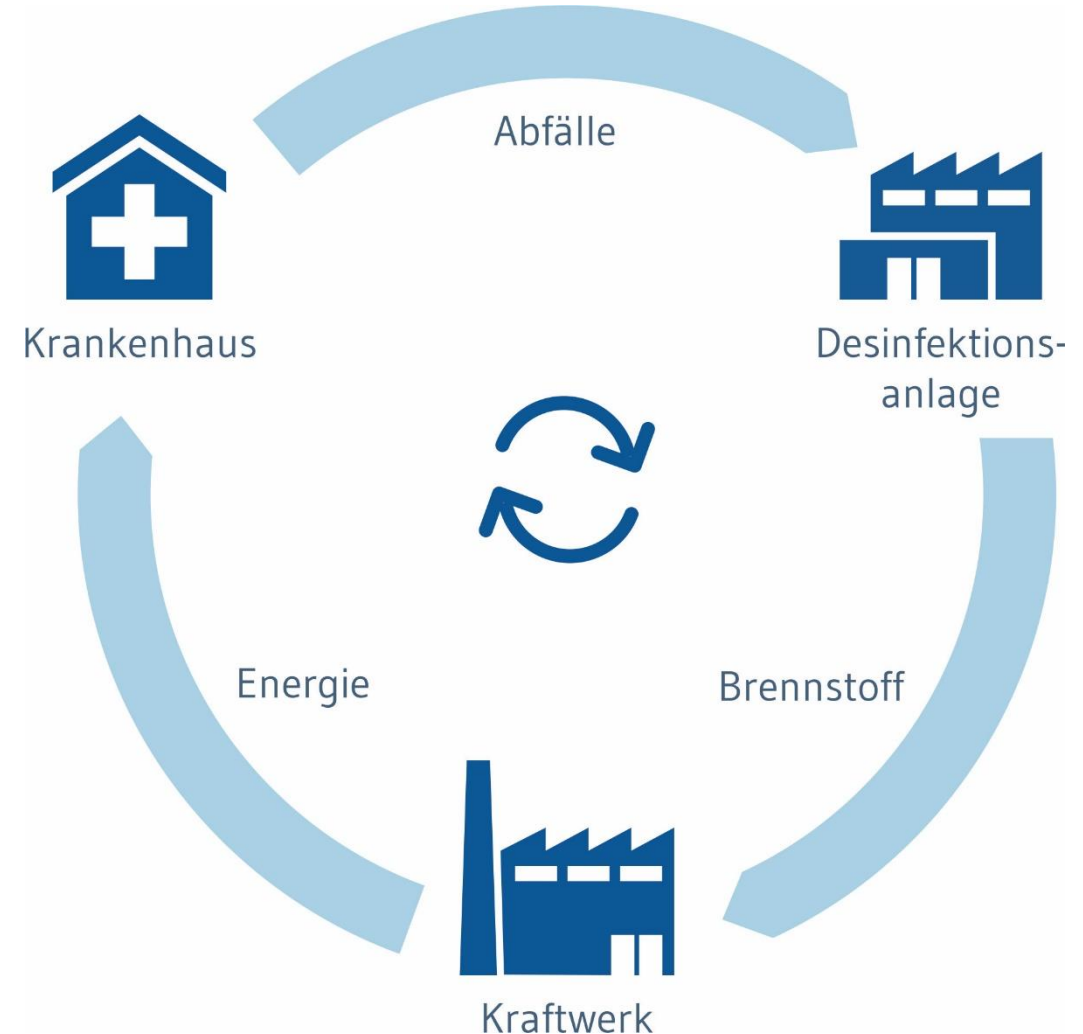 Abfälle
Krankenhaus
Desinfektions-
anlage
Energie
Brennstoff
Kraftwerk